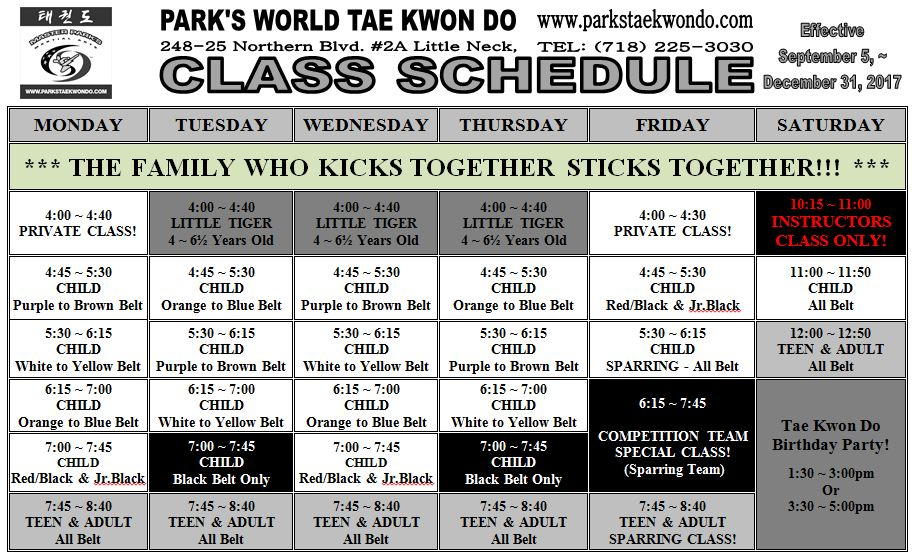 태 권 도
MASTER PARK'S
MARTIAL ARTS
WWW.PARKSTAEKWONDO.COM
PARK'S WORLD TAE KWON DO www.parkstaekwondo.com
248-25 Northern Blvd. #2A Little Neck, TEL: (718) 225-3030
CLASS SCHEDULE
Effective
September 5, ~
December 31, 2017
MONDAY TUESDAY WEDNESDAY THURSDAY FRIDAY SATURDAY
*** THE FAMILY WHO KICKS TOGETHER STICKS TOGETHER!!! ***
4:00 ~ 4:40
PRIVATE CLASS!
4:00 ~ 4:40
LITTLE TIGER
4 ~ 6½ Years Old
4:00 ~ 4:40
LITTLE TIGER
4 ~ 6½ Years Old
4:00 ~ 4:40
LITTLE TIGER
4 ~ 6½ Years Old
4:00 ~ 4:30
PRIVATE CLASS!
10:15 ~ 11:00
INSTRUCTORS
CLASS ONLY!
4:45 ~ 5:30
CHILD
Purple to Brown Belt
4:45 ~ 5:30
CHILD
Orange to Blue Belt
4:45 ~ 5:30
CHILD
Purple to Brown Belt
4:45 ~ 5:30
CHILD
Orange to Blue Belt
4:45 ~ 5:30
CHILD
Red/Black & Jr.Black
11:00 ~ 11:50
CHILD
All Belt
5:30 ~ 6:15
CHILD
White to Yellow Belt
5:30 ~ 6:15
CHILD
Purple to Brown Belt
5:30 ~ 6:15
CHILD
White to Yellow Belt
5:30 ~ 6:15
CHILD
Purple to Brown Belt
5:30 ~ 6:15
CHILD
SPARRING - All Belt
12:00 ~ 12:50
TEEN & ADULT
All Belt
6:15 ~ 7:00
CHILD
Orange to Blue Belt
6:15 ~ 7:00
CHILD
White to Yellow Belt
6:15 ~ 7:00
CHILD
Orange to Blue Belt
6:15 ~ 7:00
CHILD
White to Yellow Belt
6:15 ~ 7:45
COMPETITION TEAM
SPECIAL CLASS!
(Sparring Team)
Tae Kwon Do
Birthday Party!
1:30 ~ 3:00pm
Or
3:30 ~ 5:00pm
7:00 ~ 7:45
CHILD
Red/Black & Jr.Black
7:00 ~ 7:45
CHILD
Black Belt Only
7:00 ~ 7:45
CHILD
Red/Black & Jr.Black
7:00 ~ 7:45
CHILD
Black Belt Only
7:45 ~ 8:40
TEEN & ADULT
All Belt
7:45 ~ 8:40
TEEN & ADULT
All Belt
7:45 ~ 8:40
TEEN & ADULT
All Belt
7:45 ~ 8:40
TEEN & ADULT
All Belt
7:45 ~ 8:40
TEEN & ADULT
SPARRING CLASS!